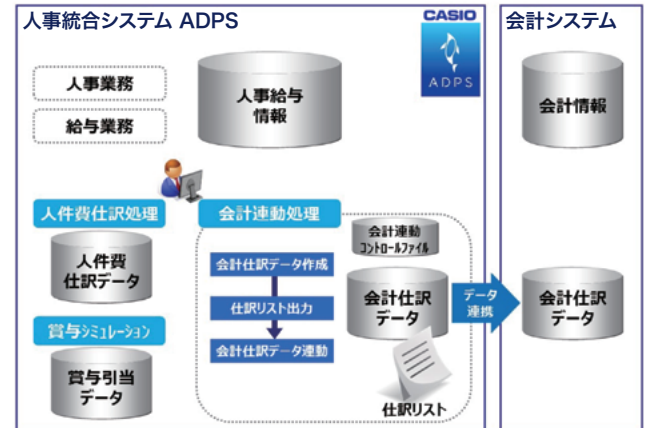 人事統合システム ADPS
CASIO
ADPS
会計システム
人事業務
給与業務
人事給与
情報
会計情報
人件費仕訳処理
会計連動処理
人件費
仕訳データ
会計連動
コントロールファイル
会計仕訳データ作成
仕訳リスト出力
会計仕訳データ連動
会計仕訳
データ
データ
連携
会計仕訳
データ
賞与シミュレーション
賞与引当
データ
仕訳リスト